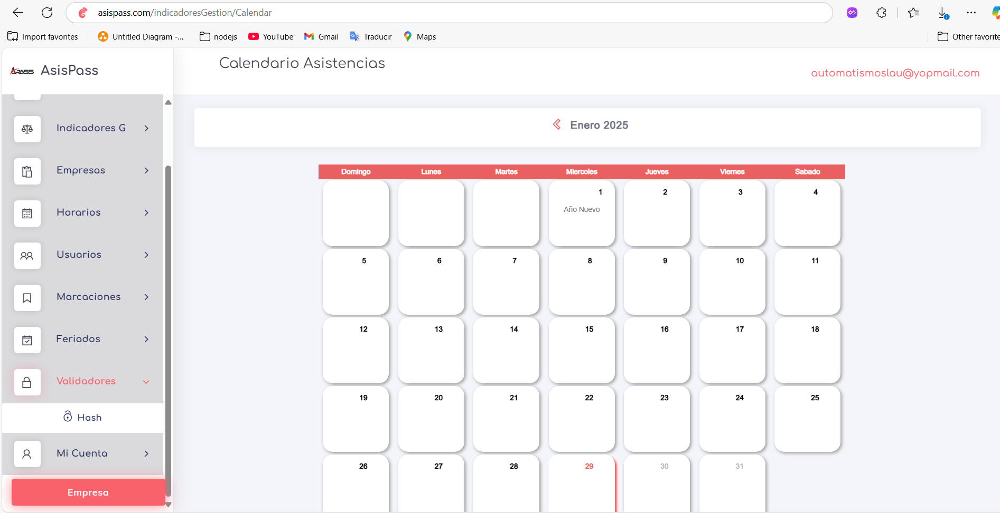 asispass.com/indicadoresGestion/Calendar
Import favorites
Untitled Diagram -...
nodejs
YouTube
Gmail
Traducir
Maps
Other favorite
APASS AsisPass
Calendario Asistencias
automatismoslau@yopmail.com
Indicadores G
Empresas
Horarios
Usuarios
Marcaciones
Feriados
Validadores
Hash
Mi Cuenta
Empresa
Enero 2025
Domingo Lunes Martes Miercoles Jueves Viernes Sabado
1 2 3 4
Año Nuevo
5 6 7 8 9 10 11
12 13 14 15 16 17 18
19 20 21 22 23 24 25
26 27 28 29 30 31